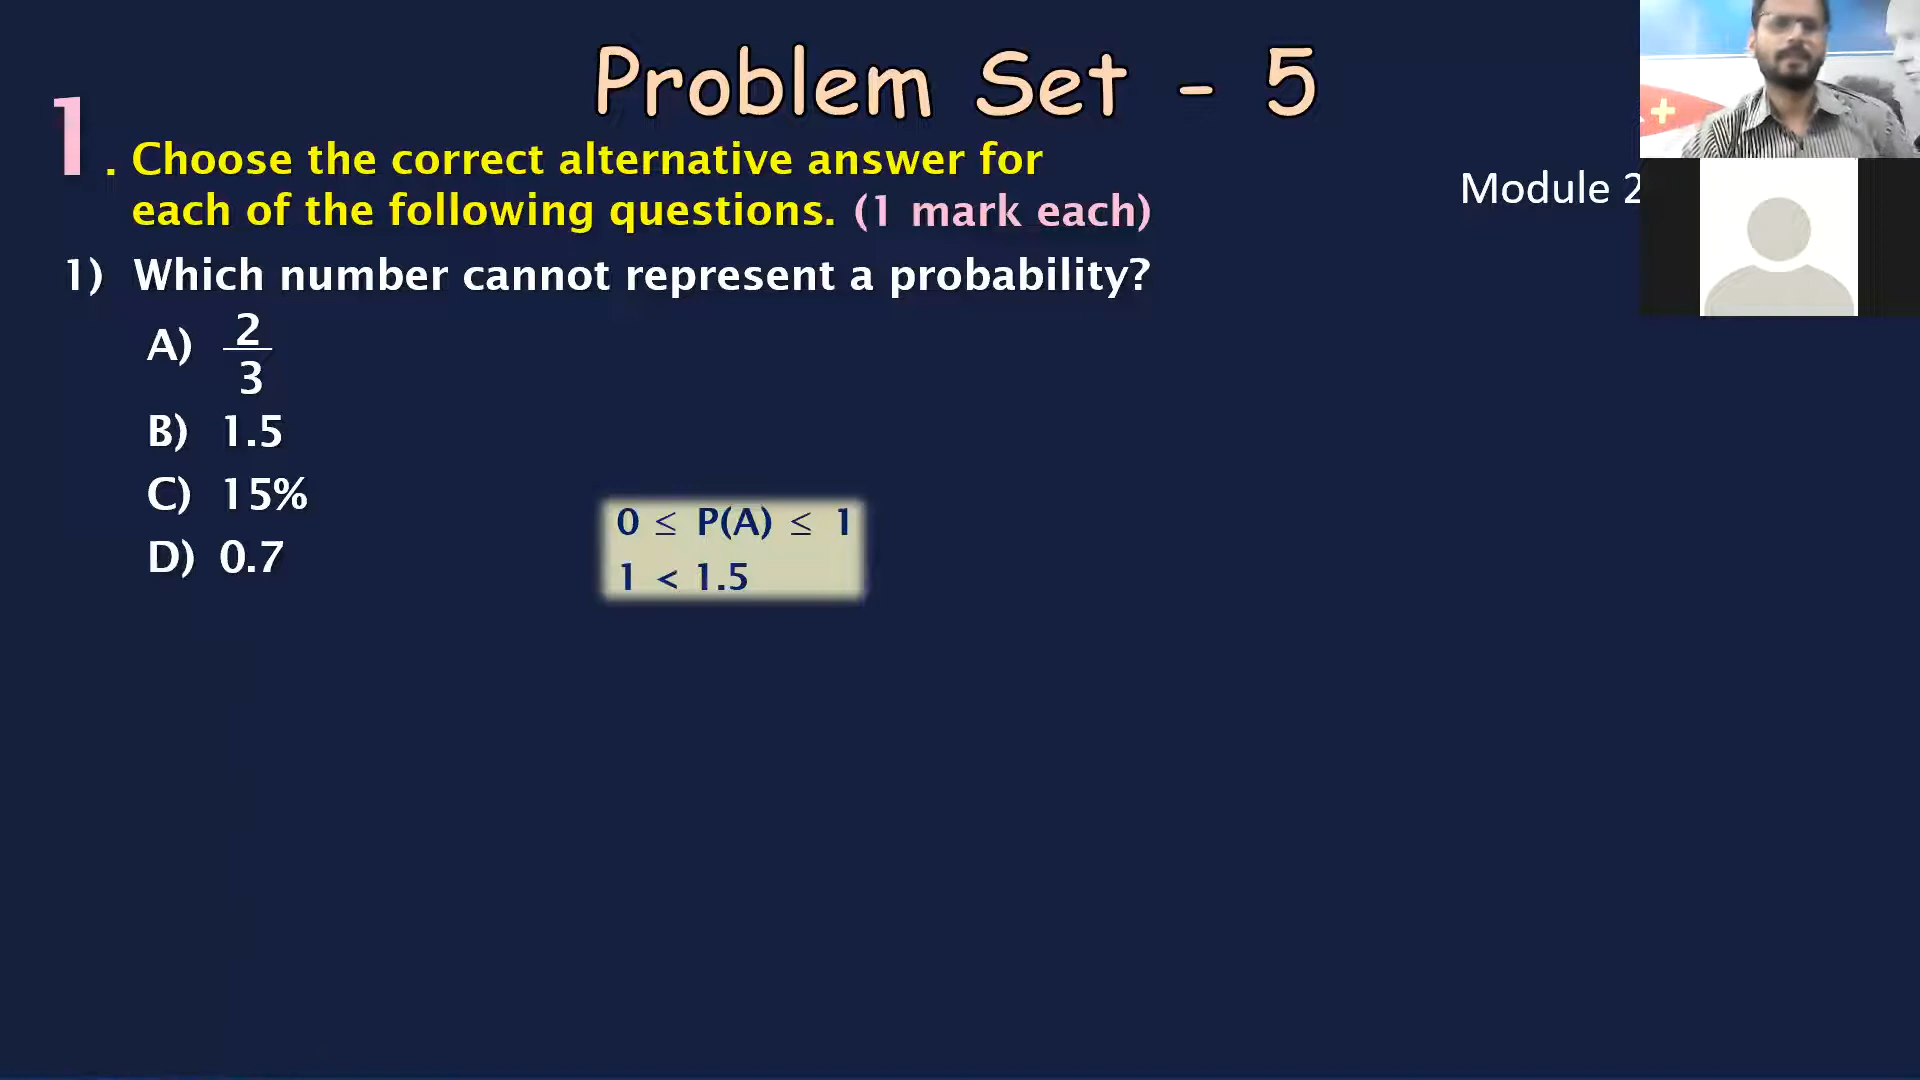 Problem Set - 5
1. Choose the correct alternative answer for
each of the following questions. (1 mark each)
Module 2
1) Which number cannot represent a probability?
A) 2/3
B) 1.5
C) 15%
D) 0.7
0 ≤ P(A) ≤ 1
1 < 1.5
+